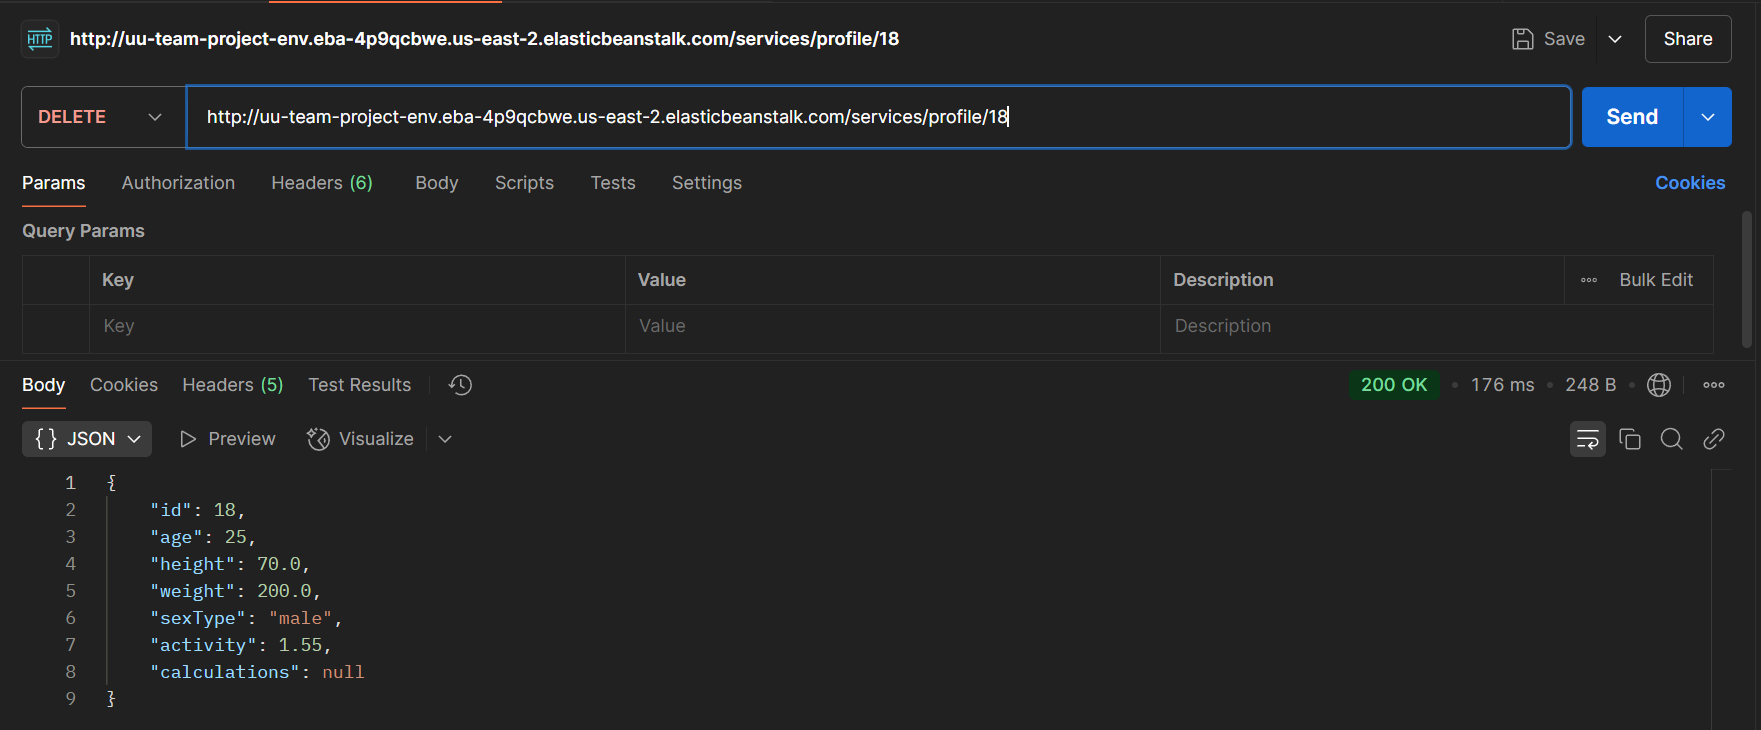 HTTP http://uu-team-project-env.eba-4p9qcbwe.us-east-2.elasticbeanstalk.com/services/profile/18 Save Share
DELETE http://uu-team-project-env.eba-4p9qcbwe.us-east-2.elasticbeanstalk.com/services/profile/18 Send
Params Authorization Headers (6) Body Scripts Tests Settings Cookies
Query Params
Key Value Description Bulk Edit
Key Value Description
Body Cookies Headers (5) Test Results 200 OK • 176 ms • 248 B •
{} JSON Preview Visualize
1 {
2 "id": 18,
3 "age": 25,
4 "height": 70.0,
5 "weight": 200.0,
6 "sexType": "male",
7 "activity": 1.55,
8 "calculations": null
9 }